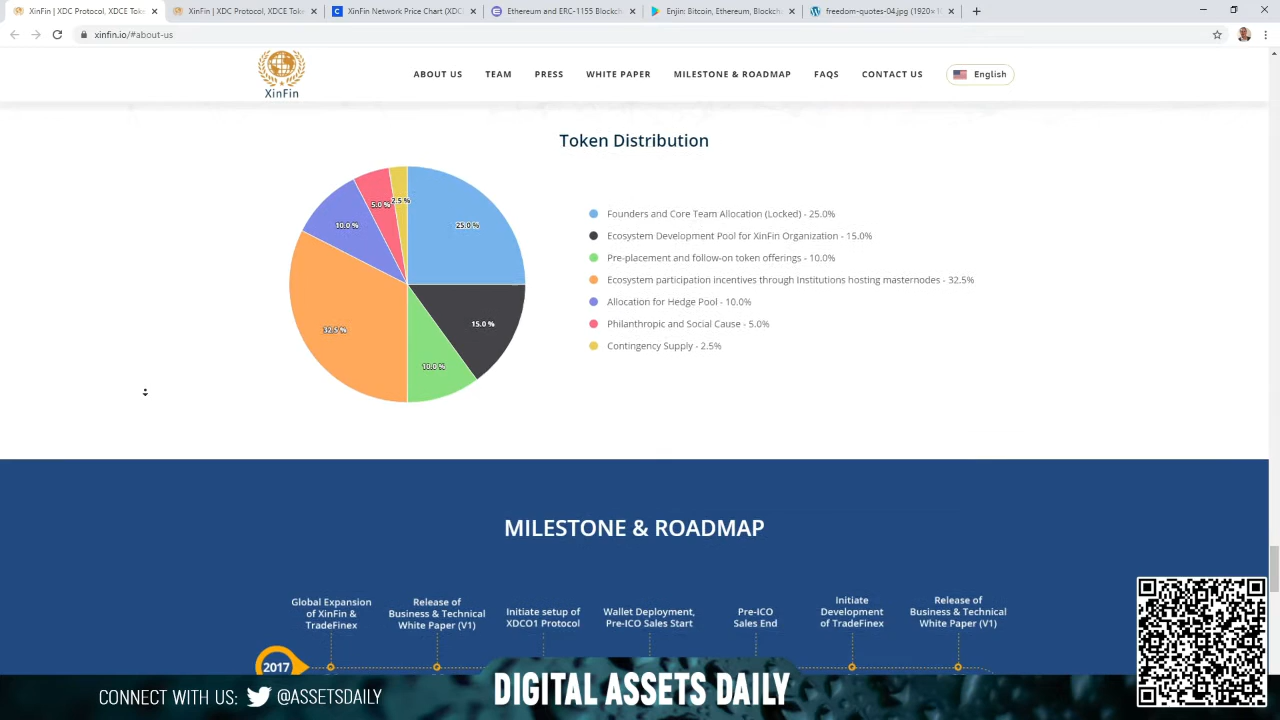 XinFin | XDC Protocol, XDCE Tok
XinFin | XDC Protocol, XDCE Tok
XinFin Network Price Chart (XDC
Ethereum and ERC-1155 Blockch
Enjin: Bitcoin, Ethereum, Blockch
freedom-quotes-04.jpg (1920×1
xinfin.io/#about-us
XinFin
ABOUT US
TEAM
PRESS
WHITE PAPER
MILESTONE & ROADMAP
FAQS
CONTACT US
English
Token Distribution
25.0 %
15.0 %
10.0 %
32.5 %
10.0 %
5.0 %
2.5 %
Founders and Core Team Allocation (Locked) - 25.0%
Ecosystem Development Pool for XinFin Organization - 15.0%
Pre-placement and follow-on token offerings - 10.0%
Ecosystem participation incentives through Institutions hosting masternodes - 32.5%
Allocation for Hedge Pool - 10.0%
Philanthropic and Social Cause - 5.0%
Contingency Supply - 2.5%
MILESTONE & ROADMAP
Global Expansion
of XinFin &
TradeFinex
Release of
Business & Technical
White Paper (V1)
Initiate setup of
XDCO1 Protocol
Wallet Deployment,
Pre-ICO Sales Start
Pre-ICO
Sales End
Initiate
Development
of TradeFinex
Release of
Business & Technical
White Paper (V1)
2017
CONNECT WITH US:
@ASSETSDAILY
DIGITAL ASSETS DAILY